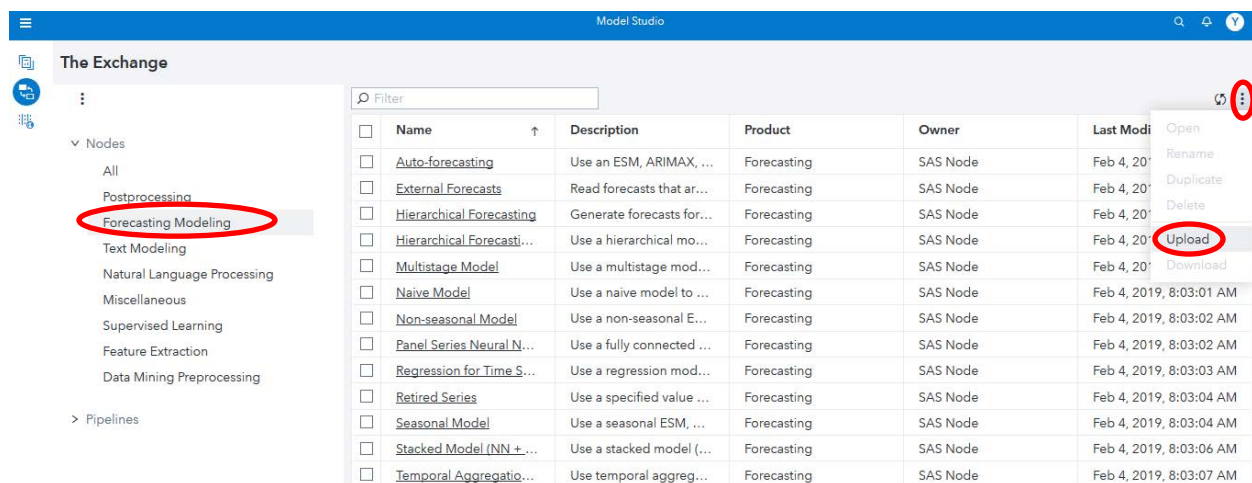 Model Studio
Y
The Exchange
Filter
Name ↑ Description Product Owner Last Modi
Nodes
All
Postprocessing
Forecasting Modeling
Text Modeling
Natural Language Processing
Miscellaneous
Supervised Learning
Feature Extraction
Data Mining Preprocessing
Pipelines
Auto-forecasting Use an ESM, ARIMAX, ... Forecasting SAS Node Feb 4, 20
External Forecasts Read forecasts that ar... Forecasting SAS Node Feb 4, 20
Hierarchical Forecasting Generate forecasts for... Forecasting SAS Node Feb 4, 20
Hierarchical Forecasti... Use a hierarchical mo... Forecasting SAS Node Feb 4, 20
Multistage Model Use a multistage mod... Forecasting SAS Node Feb 4, 20
Naive Model Use a naive model to ... Forecasting SAS Node Feb 4, 2019, 8:03:01 AM
Non-seasonal Model Use a non-seasonal E... Forecasting SAS Node Feb 4, 2019, 8:03:02 AM
Panel Series Neural N... Use a fully connected ... Forecasting SAS Node Feb 4, 2019, 8:03:02 AM
Regression for Time S... Use a regression mod... Forecasting SAS Node Feb 4, 2019, 8:03:03 AM
Retired Series Use a specified value ... Forecasting SAS Node Feb 4, 2019, 8:03:04 AM
Seasonal Model Use a seasonal ESM, ... Forecasting SAS Node Feb 4, 2019, 8:03:04 AM
Stacked Model (NN + ... Use a stacked model (... Forecasting SAS Node Feb 4, 2019, 8:03:06 AM
Temporal Aggregatio... Use temporal aggreg... Forecasting SAS Node Feb 4, 2019, 8:03:07 AM
Open
Rename
Duplicate
Delete
Upload
Download